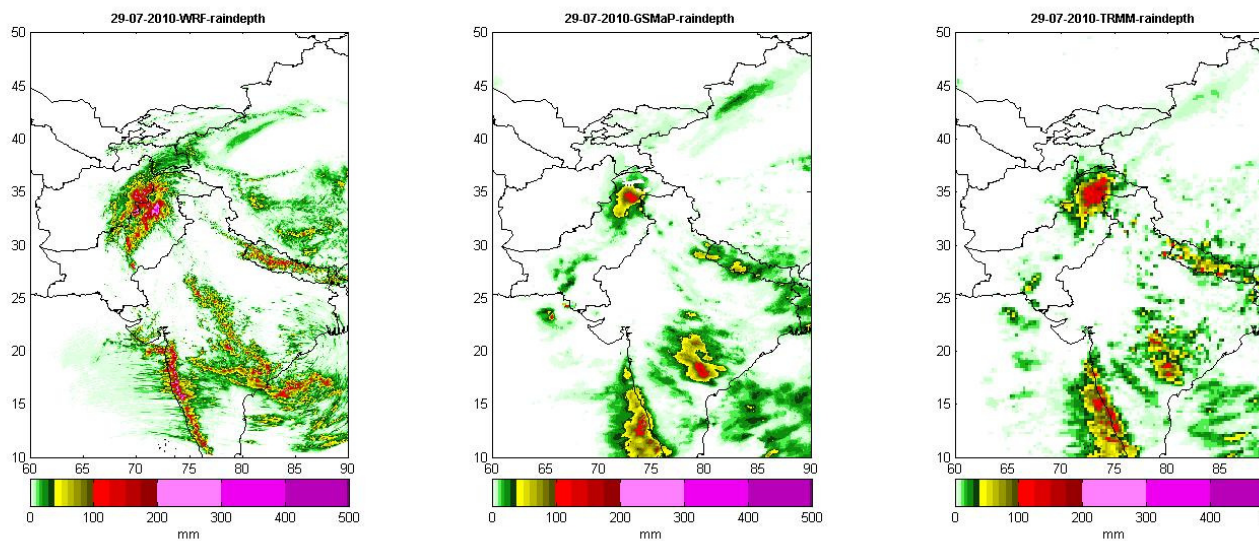 29-07-2010-WRF-raindepth
50
45
40
35
30
25
20
15
10
60 65 70 75 80 85 90
0 100 200 300 400 500
mm
29-07-2010-GSMaP-raindepth
50
45
40
35
30
25
20
15
10
60 65 70 75 80 85 90
0 100 200 300 400 500
mm
29-07-2010-TRMM-raindepth
50
45
40
35
30
25
20
15
10
60 65 70 75 80 85
0 100 200 300 400
mm